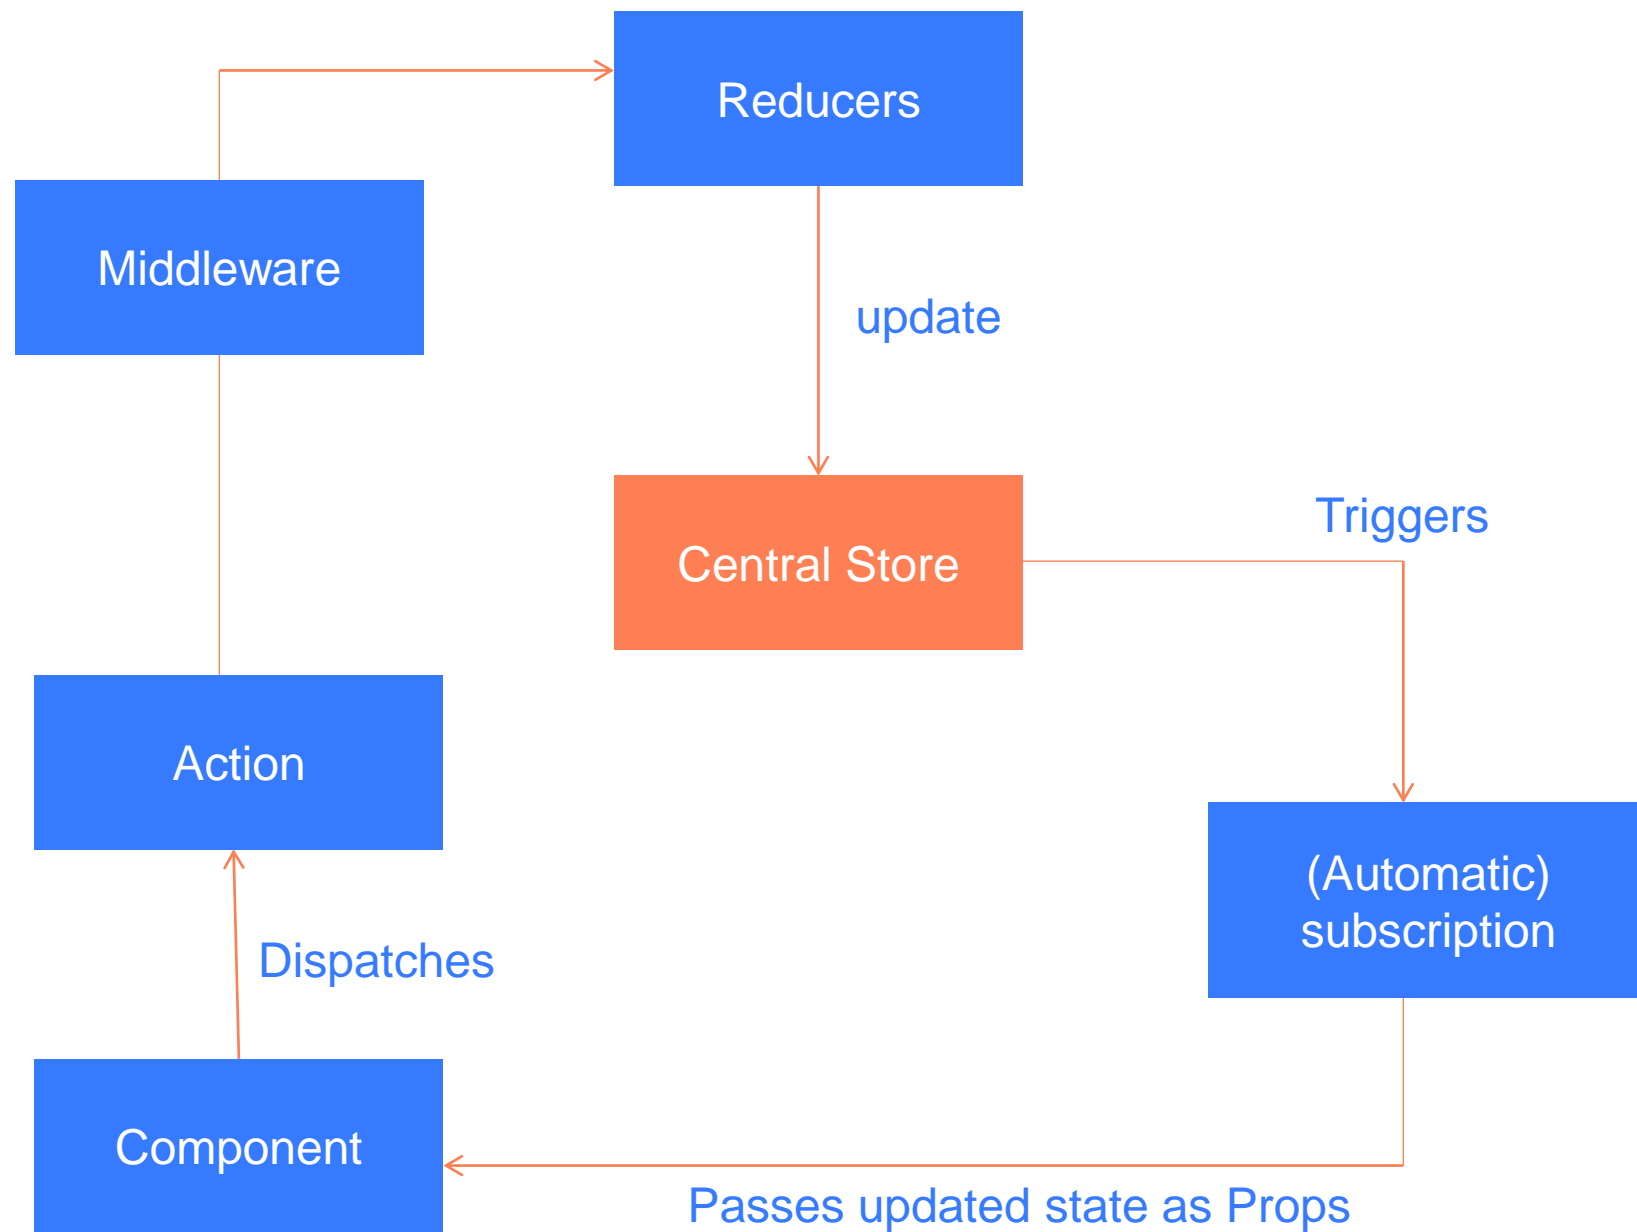 Reducers
Middleware
update
Central Store
Triggers
Action
(Automatic)
subscription
Dispatches
Component
Passes updated state as Props